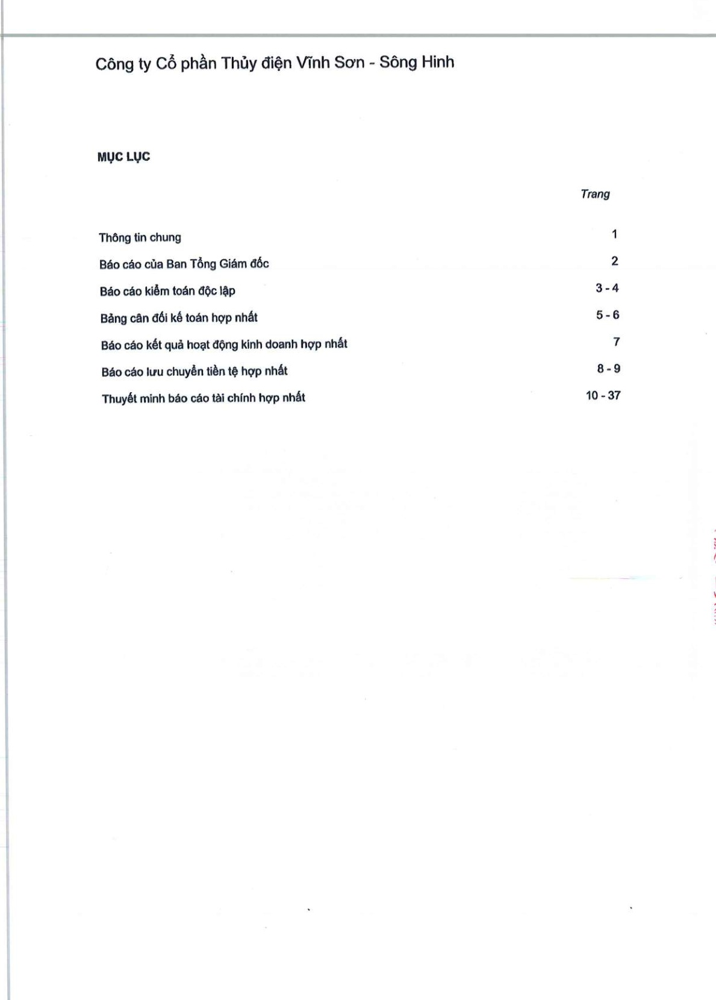 Công ty Cổ phần Thủy điện Vĩnh Sơn - Sông Hinh
MỤC LỤC
Trang
Thông tin chung 1
Báo cáo của Ban Tổng Giám đốc 2
Báo cáo kiểm toán độc lập 3 - 4
Bảng cân đối kế toán hợp nhất 5 - 6
Báo cáo kết quả hoạt động kinh doanh hợp nhất 7
Báo cáo lưu chuyển tiền tệ hợp nhất 8 - 9
Thuyết minh báo cáo tài chính hợp nhất 10 - 37